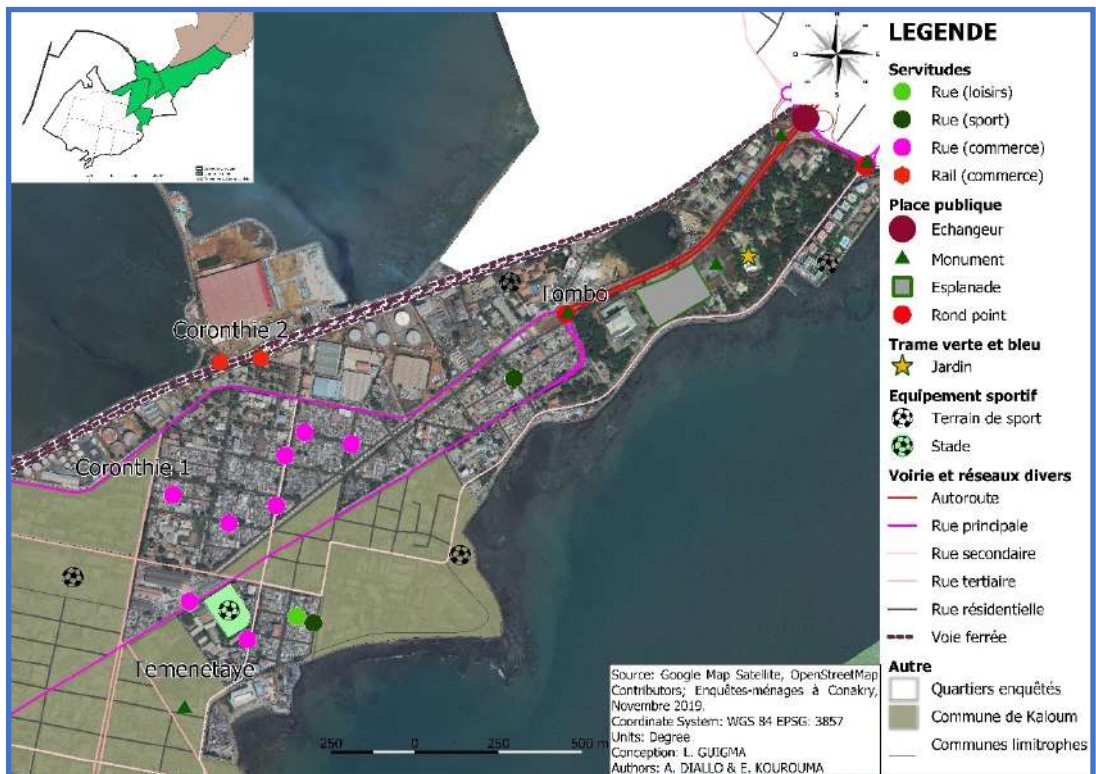 LEGENDE
Servitudes
Rue (loisirs)
Rue (sport)
Rue (commerce)
Rail (commerce)
Place publique
Echangeur
Monument
Esplanade
Rond point
Trame verte et bleu
Jardin
Equipement sportif
Terrain de sport
Stade
Voirie et réseaux divers
Autoroute
Rue principale
Rue secondaire
Rue tertiaire
Rue résidentielle
Voie ferrée
Autre
Quartiers enquêtés
Commune de Kaloum
Communes limitrophes
Tombo
Coronthie 2
Coronthie 1
Temenetaye
250 0 250 500 m
Source: Google Map Satellite, OpenStreetMap
Contributors; Enquêtes-ménages à Conakry,
Novembre 2019.
Coordinate System: WGS 84 EPSG: 3857
Units: Degree
Conception: L. GUIGMA
Authors: A. DIALLO & E. KOUROUMA